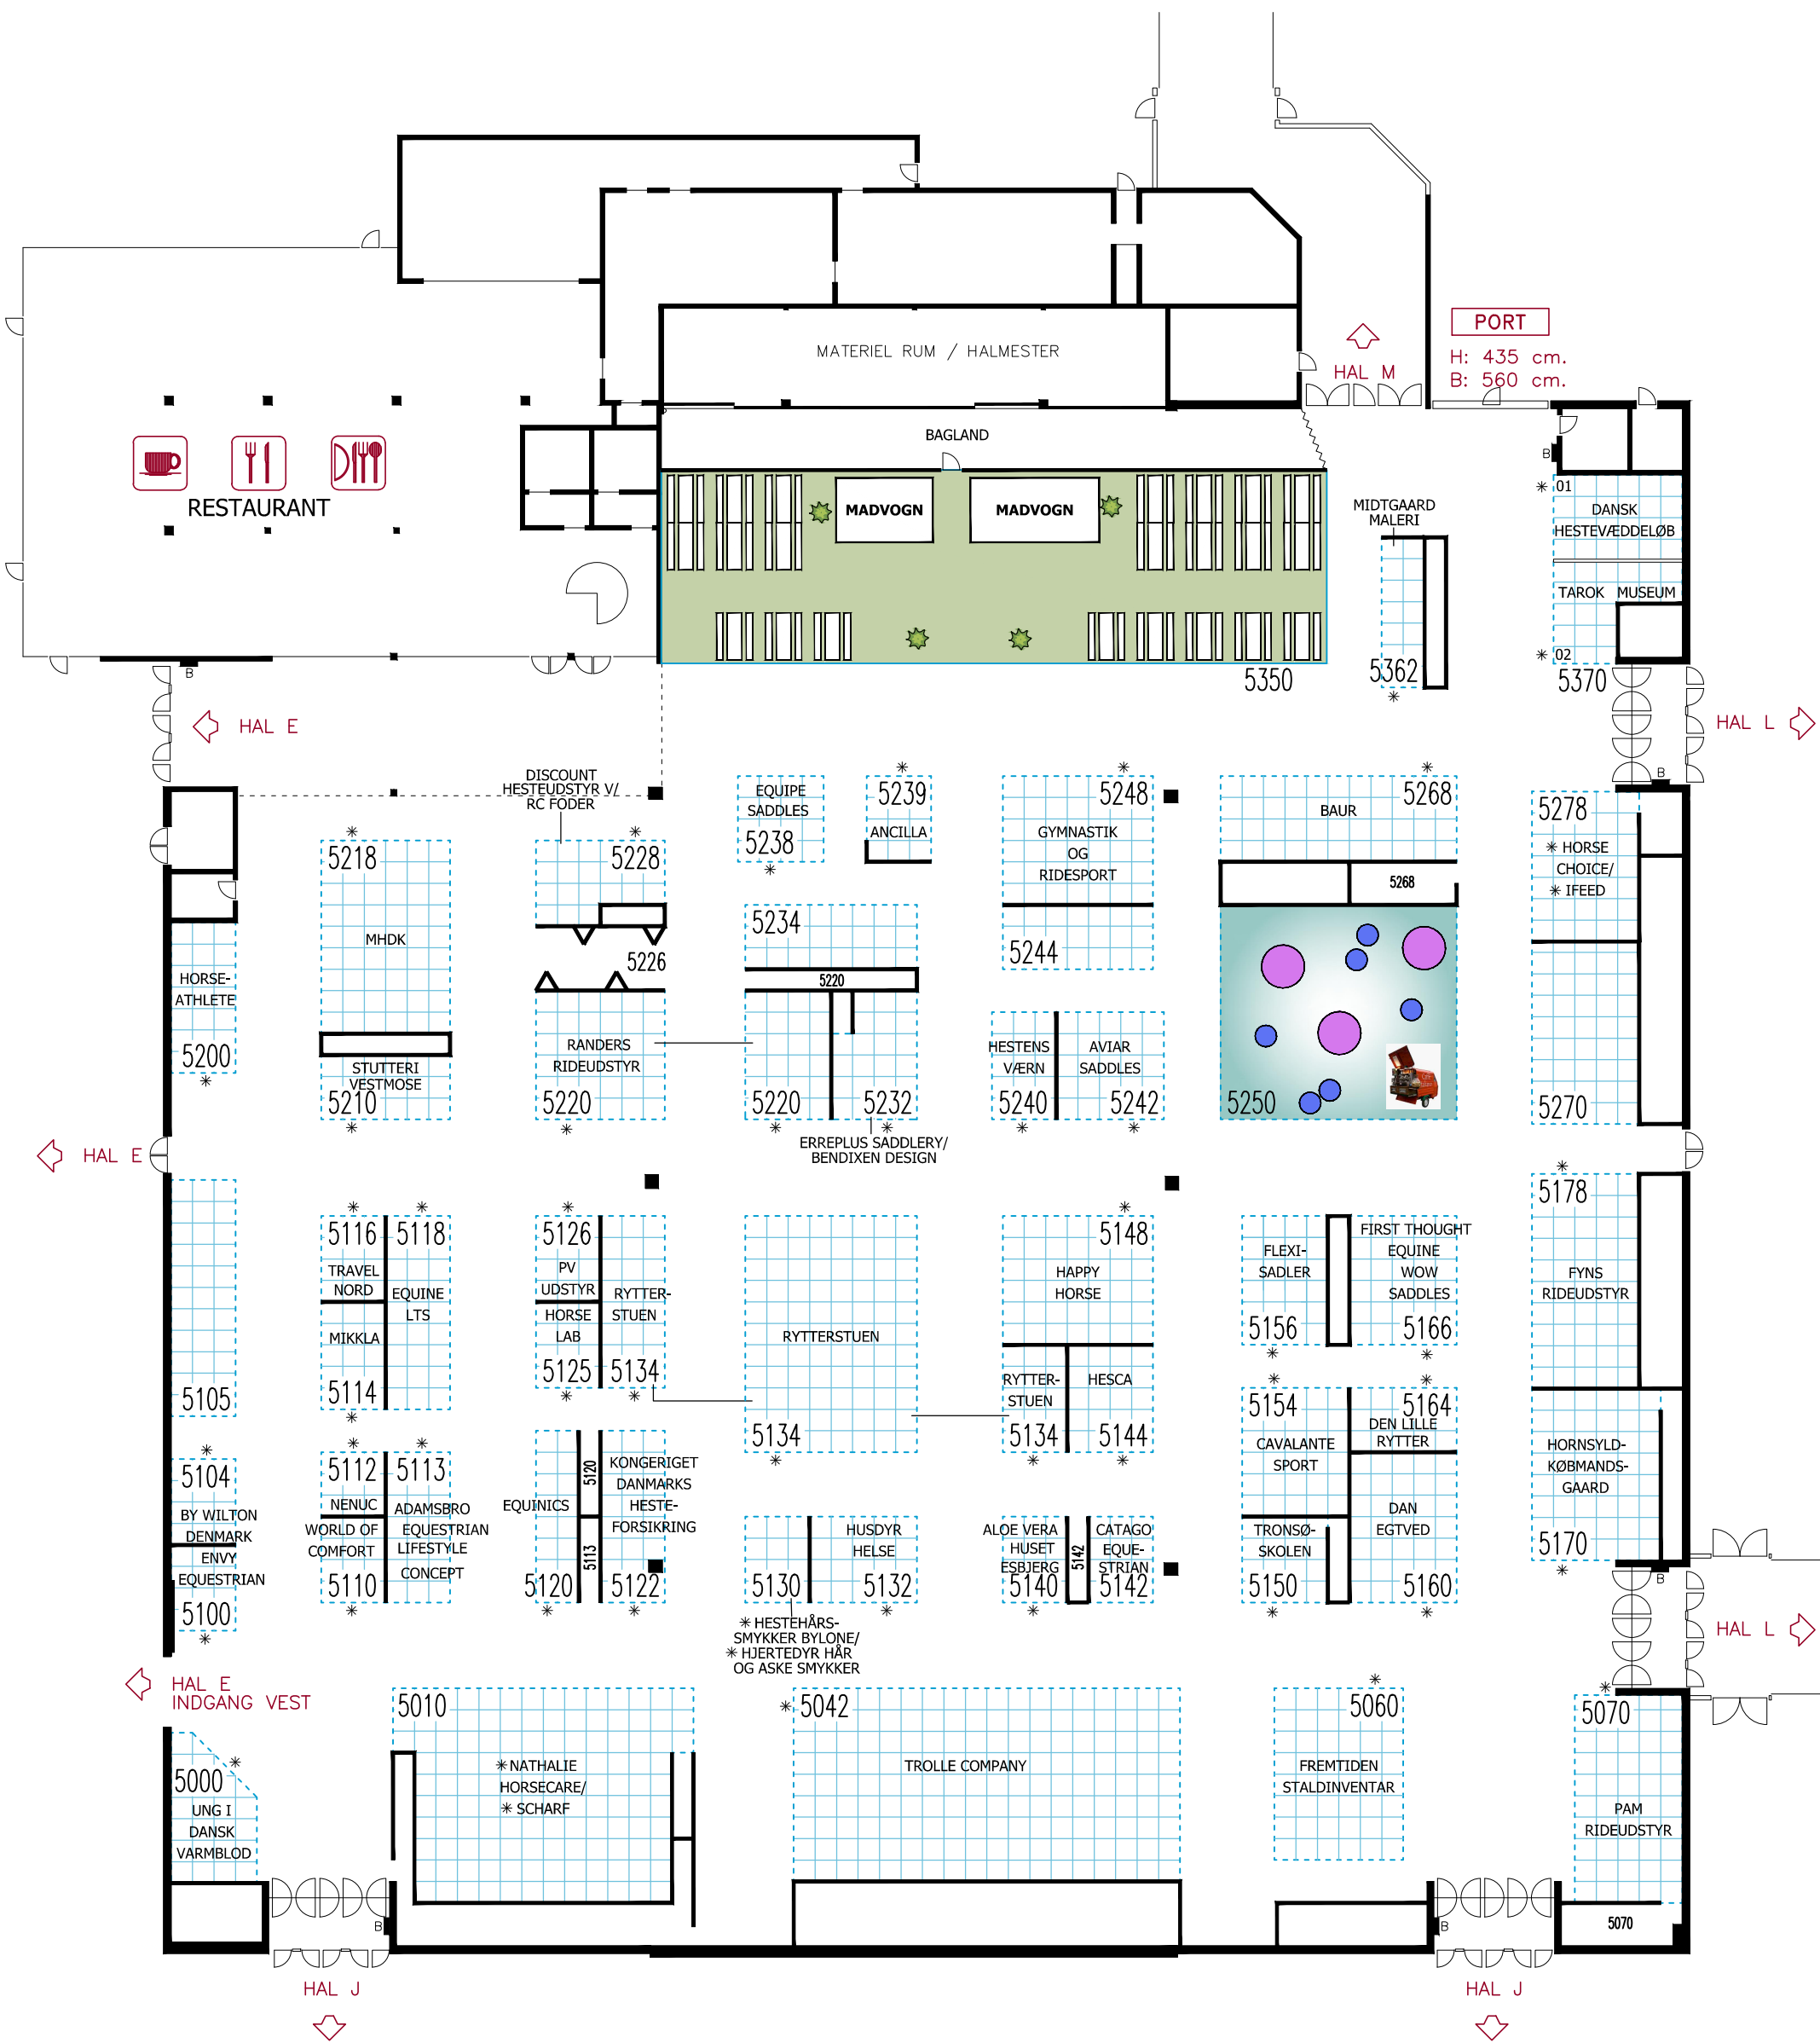 PORT
H: 435 cm.
B: 560 cm.
HAL M
MATERIEL RUM / HALMESTER
BAGLAND
RESTAURANT
MADVOGN
MADVOGN
MIDTGAARD
MALERI
B
* 01
DANSK
HESTEVÆDDELØB
TAROK MUSEUM
* 02
5370
5350
5362
*
B
HAL E
HAL L
B
DISCOUNT
HESTEUDSTYR V/
RC FODER
*
5218
MHDK
*
5228
5226
EQUIPE
SADDLES
5238
*
*
5239
ANCILLA
*
5248
GYMNASTIK
OG
RIDESPORT
5244
*
5268
BAUR
5268
5278
* HORSE
CHOICE/
* IFEED
5270
HORSE-
ATHLETE
5200
*
STUTTERI
VESTMOSE
5210
*
RANDERS
RIDEUDSTYR
5220
*
5234
5220
5220
*
5232
*
ERREPLUS SADDLERY/
BENDIXEN DESIGN
HESTENS
VÆRN
5240
*
AVIAR
SADDLES
5242
*
5250
HAL E
5105
*
5116
TRAVEL
NORD
MIKKLA
5114
*
*
5118
EQUINE
LTS
*
5126
PV
UDSTYR
HORSE
LAB
5125
*
RYTTER-
STUEN
5134
*
RYTTERSTUEN
5134
*
*
5148
HAPPY
HORSE
RYTTER-
STUEN
5134
*
HESCA
5144
*
FLEXI-
SADLER
5156
*
FIRST THOUGHT
EQUINE
WOW
SADDLES
5166
*
*
5178
FYNS
RIDEUDSTYR
*
5104
BY WILTON
DENMARK
ENVY
EQUESTRIAN
5100
*
*
5112
NENUC
WORLD OF
COMFORT
5110
*
*
5113
ADAMSBRO
EQUESTRIAN
LIFESTYLE
CONCEPT
EQUINICS
5120
*
5120
5113
KONGERIGET
DANMARKS
HESTE-
FORSIKRING
5122
*
5130
* HESTEHÅRS-
SMYKKER BYLONE/
* HJERTEDYR HÅR
OG ASKE SMYKKER
HUSDYR
HELSE
5132
*
ALOE VERA
HUSET
ESBJERG
5140
*
5142
CATAGO
EQUE-
STRIAN
5142
*
5154
CAVALANTE
SPORT
TRONSØ-
SKOLEN
5150
*
*
5164
DEN LILLE
RYTTER
DAN
EGTVED
5160
*
HORNSYLD-
KØBMANDS-
GAARD
5170
*
B
HAL L
HAL E
INDGANG VEST
*
5000
UNG I
DANSK
VARMBLOD
5010
* NATHALIE
HORSECARE/
* SCHARF
* 5042
TROLLE COMPANY
*
5060
FREMTIDEN
STALDINVENTAR
*
5070
PAM
RIDEUDSTYR
5070
B
B
HAL J
HAL J